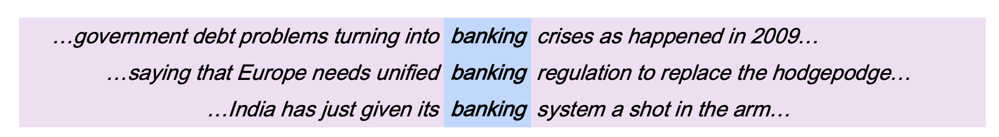 …government debt problems turning into banking crises as happened in 2009…
…saying that Europe needs unified banking regulation to replace the hodgepodge…
…India has just given its banking system a shot in the arm…